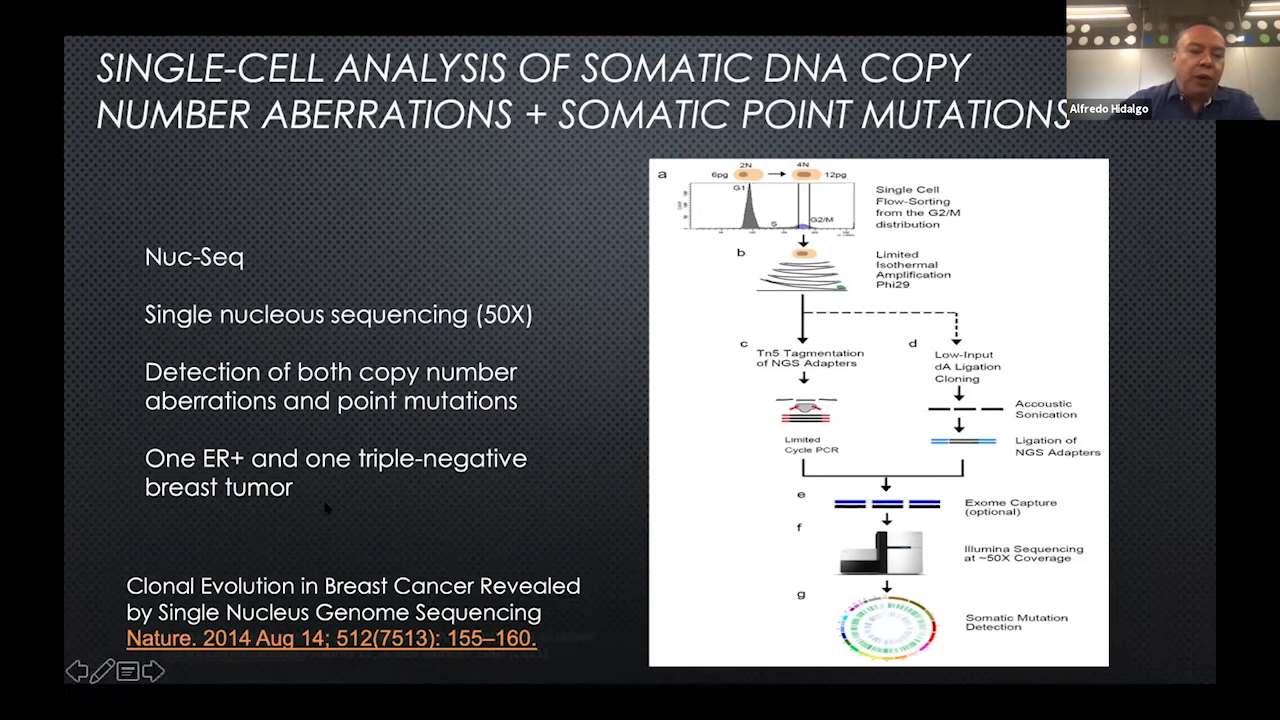 SINGLE-CELL ANALYSIS OF SOMATIC DNA COPY
NUMBER ABERRATIONS + SOMATIC POINT MUTATIONS
Alfredo Hidalgo
Nuc-Seq
Single nucleous sequencing (50X)
Detection of both copy number
aberrations and point mutations
One ER+ and one triple-negative
breast tumor
Clonal Evolution in Breast Cancer Revealed
by Single Nucleus Genome Sequencing
Nature. 2014 Aug 14; 512(7513): 155–160.
a
2N
4N
6pg
12pg
G1
S
G2/M
Single Cell
Flow-Sorting
from the G2/M
distribution
b
Limited
Isothermal
Amplification
Phi29
c
Tn5 Tagmentation
of NGS Adapters
Limited
Cycle PCR
d
Low-Input
dA Ligation
Cloning
Accoustic
Sonication
Ligation of
NGS Adapters
e
Exome Capture
(optional)
f
Illumina Sequencing
at ~50X Coverage
g
Somatic Mutation
Detection